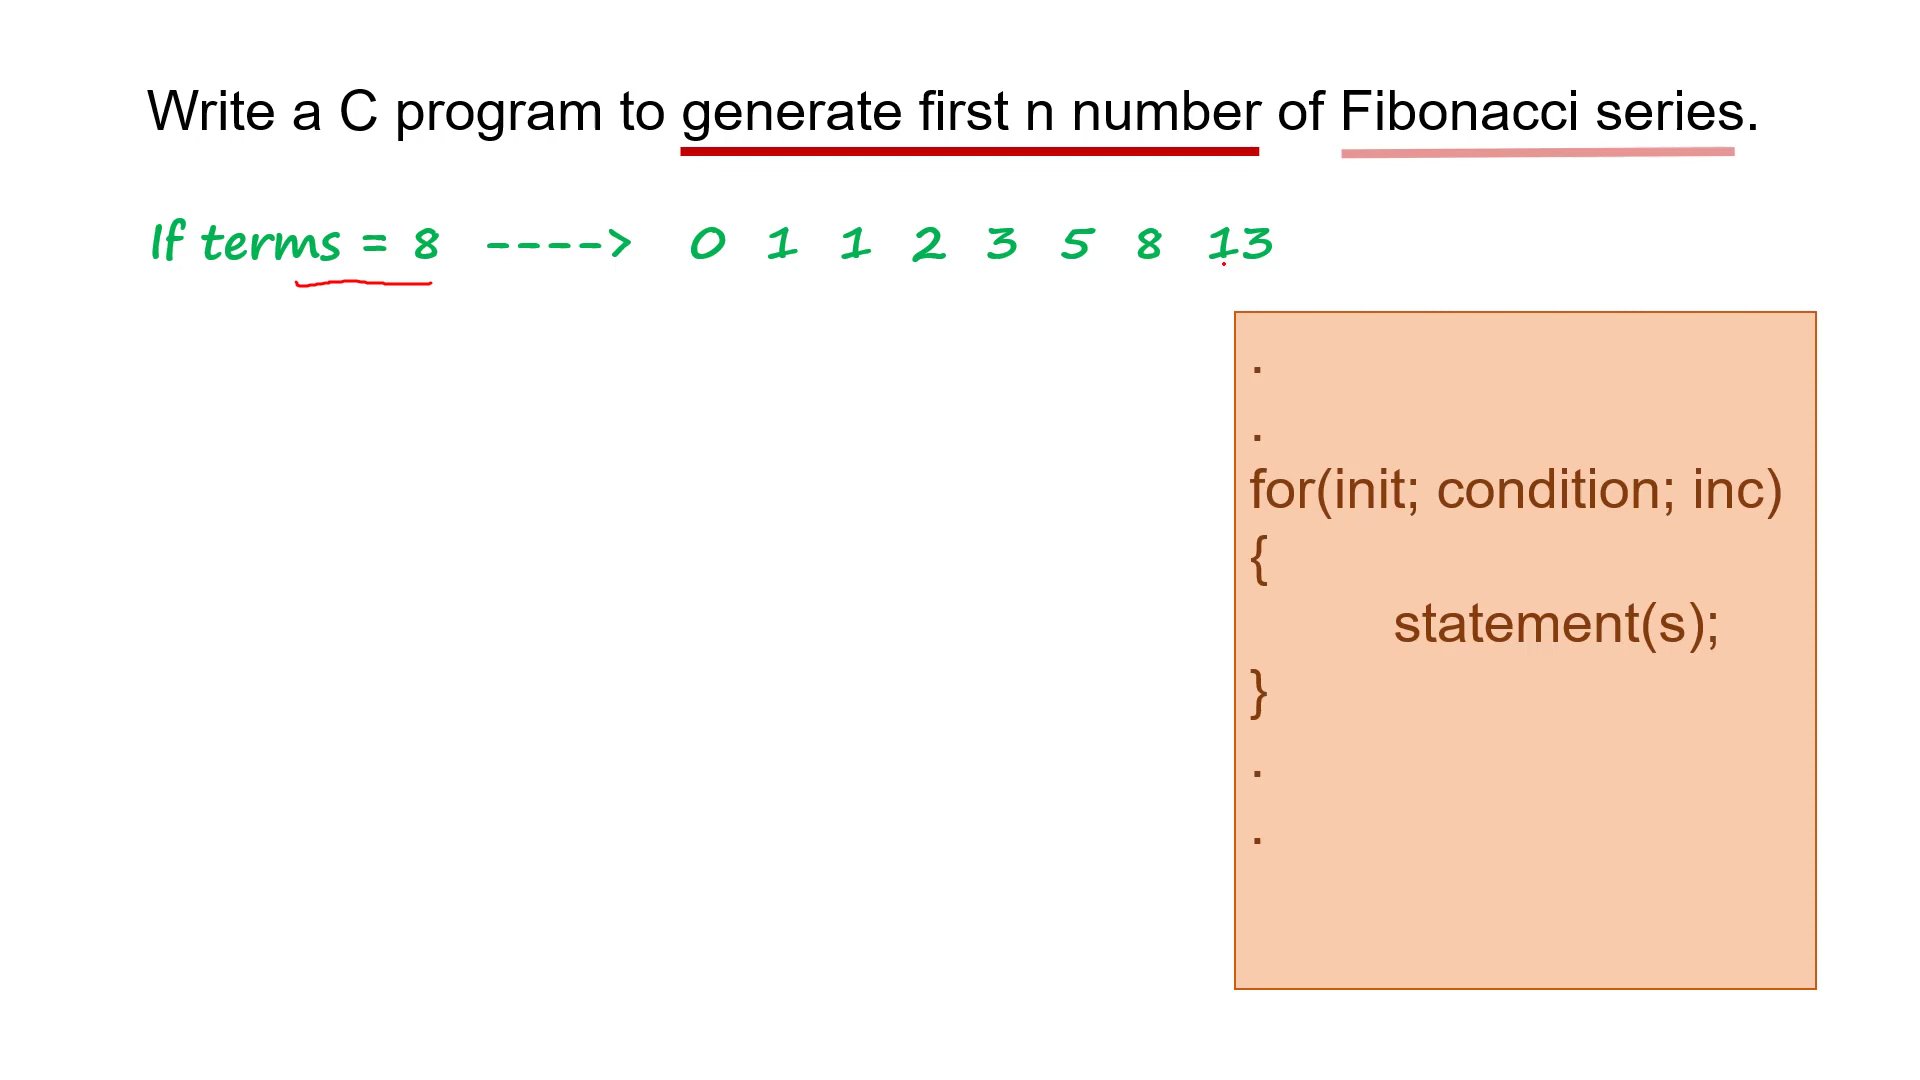 Write a C program to generate first n number of Fibonacci series.
If terms = 8 ----> 0 1 1 2 3 5 8 13
.
.
for(init; condition; inc)
{
statement(s);
}
.
.